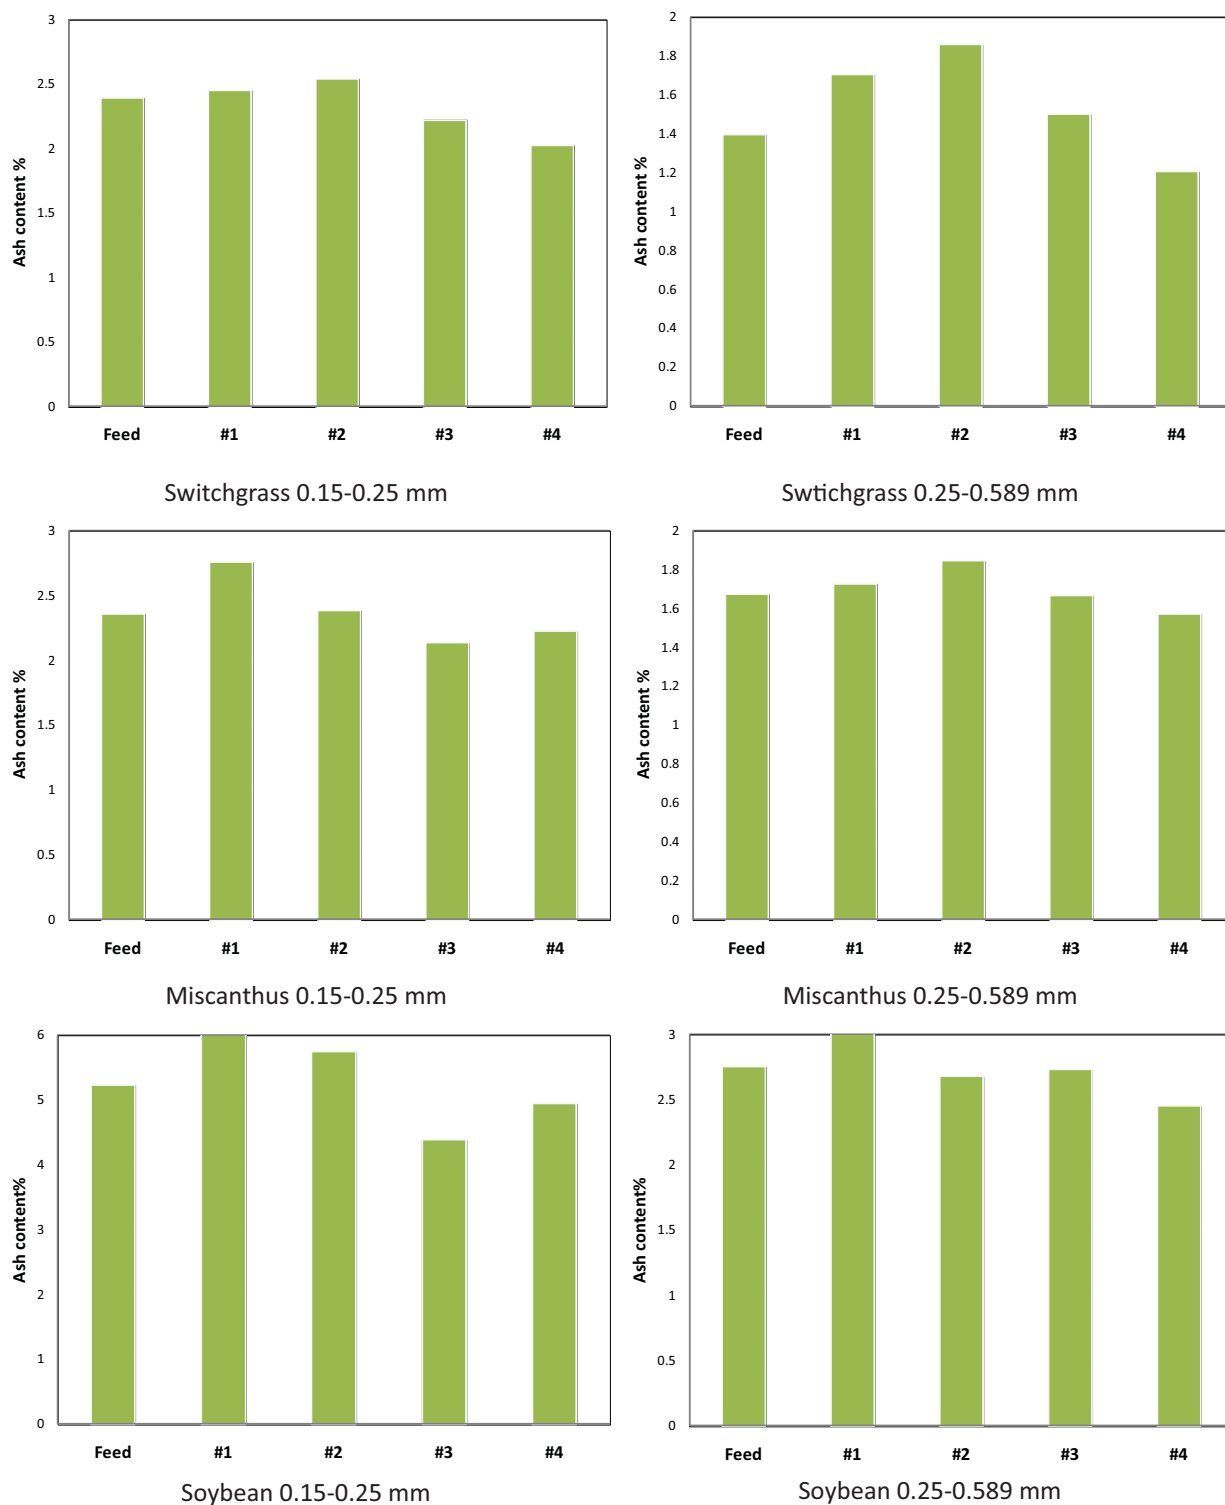 3
2.5
2
1.5
1
0.5
0
Ash content %
Feed #1 #2 #3 #4
Switchgrass 0.15-0.25 mm
2
1.8
1.6
1.4
1.2
1
0.8
0.6
0.4
0.2
0
Ash content %
Feed #1 #2 #3 #4
Swtichgrass 0.25-0.589 mm
3
2.5
2
1.5
1
0.5
0
Ash content %
Feed #1 #2 #3 #4
Miscanthus 0.15-0.25 mm
2
1.8
1.6
1.4
1.2
1
0.8
0.6
0.4
0.2
0
Ash content %
Feed #1 #2 #3 #4
Miscanthus 0.25-0.589 mm
6
5
4
3
2
1
0
Ash content%
Feed #1 #2 #3 #4
Soybean 0.15-0.25 mm
3
2.5
2
1.5
1
0.5
0
Ash content %
Feed #1 #2 #3 #4
Soybean 0.25-0.589 mm